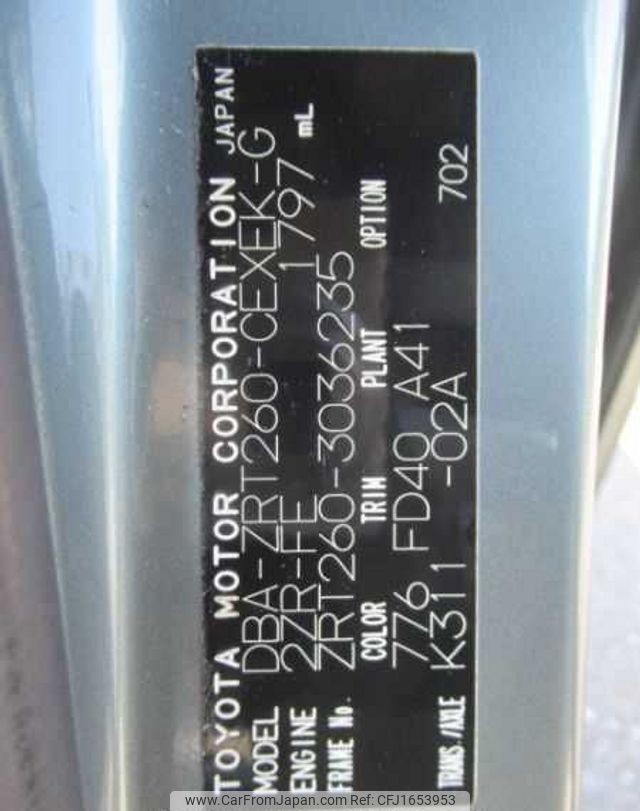 TOYOTA MOTOR CORPORATION JAPAN
MODEL DBA-ZRT260-CEXEK-G
ENGINE 2ZR-FE 1797 mL
FRAME No. ZRT260-3036235
COLOR TRIM PLANT OPTION
776 FD40 A41
TRANS/AXLE K311 -02A 702
www.CarFromJapan.com Ref: CFJ1653953